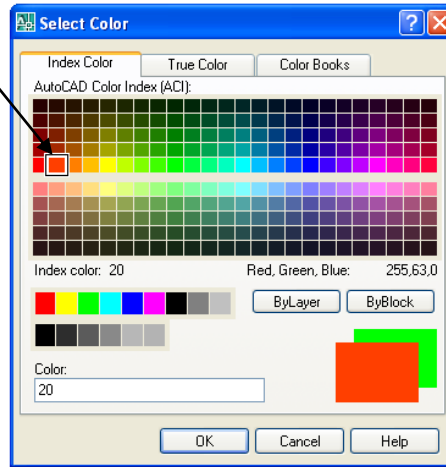 Select Color
Index Color True Color Color Books
AutoCAD Color Index (ACI):
Index color: 20 Red, Green, Blue: 255,63,0
ByLayer ByBlock
Color:
20
OK Cancel Help